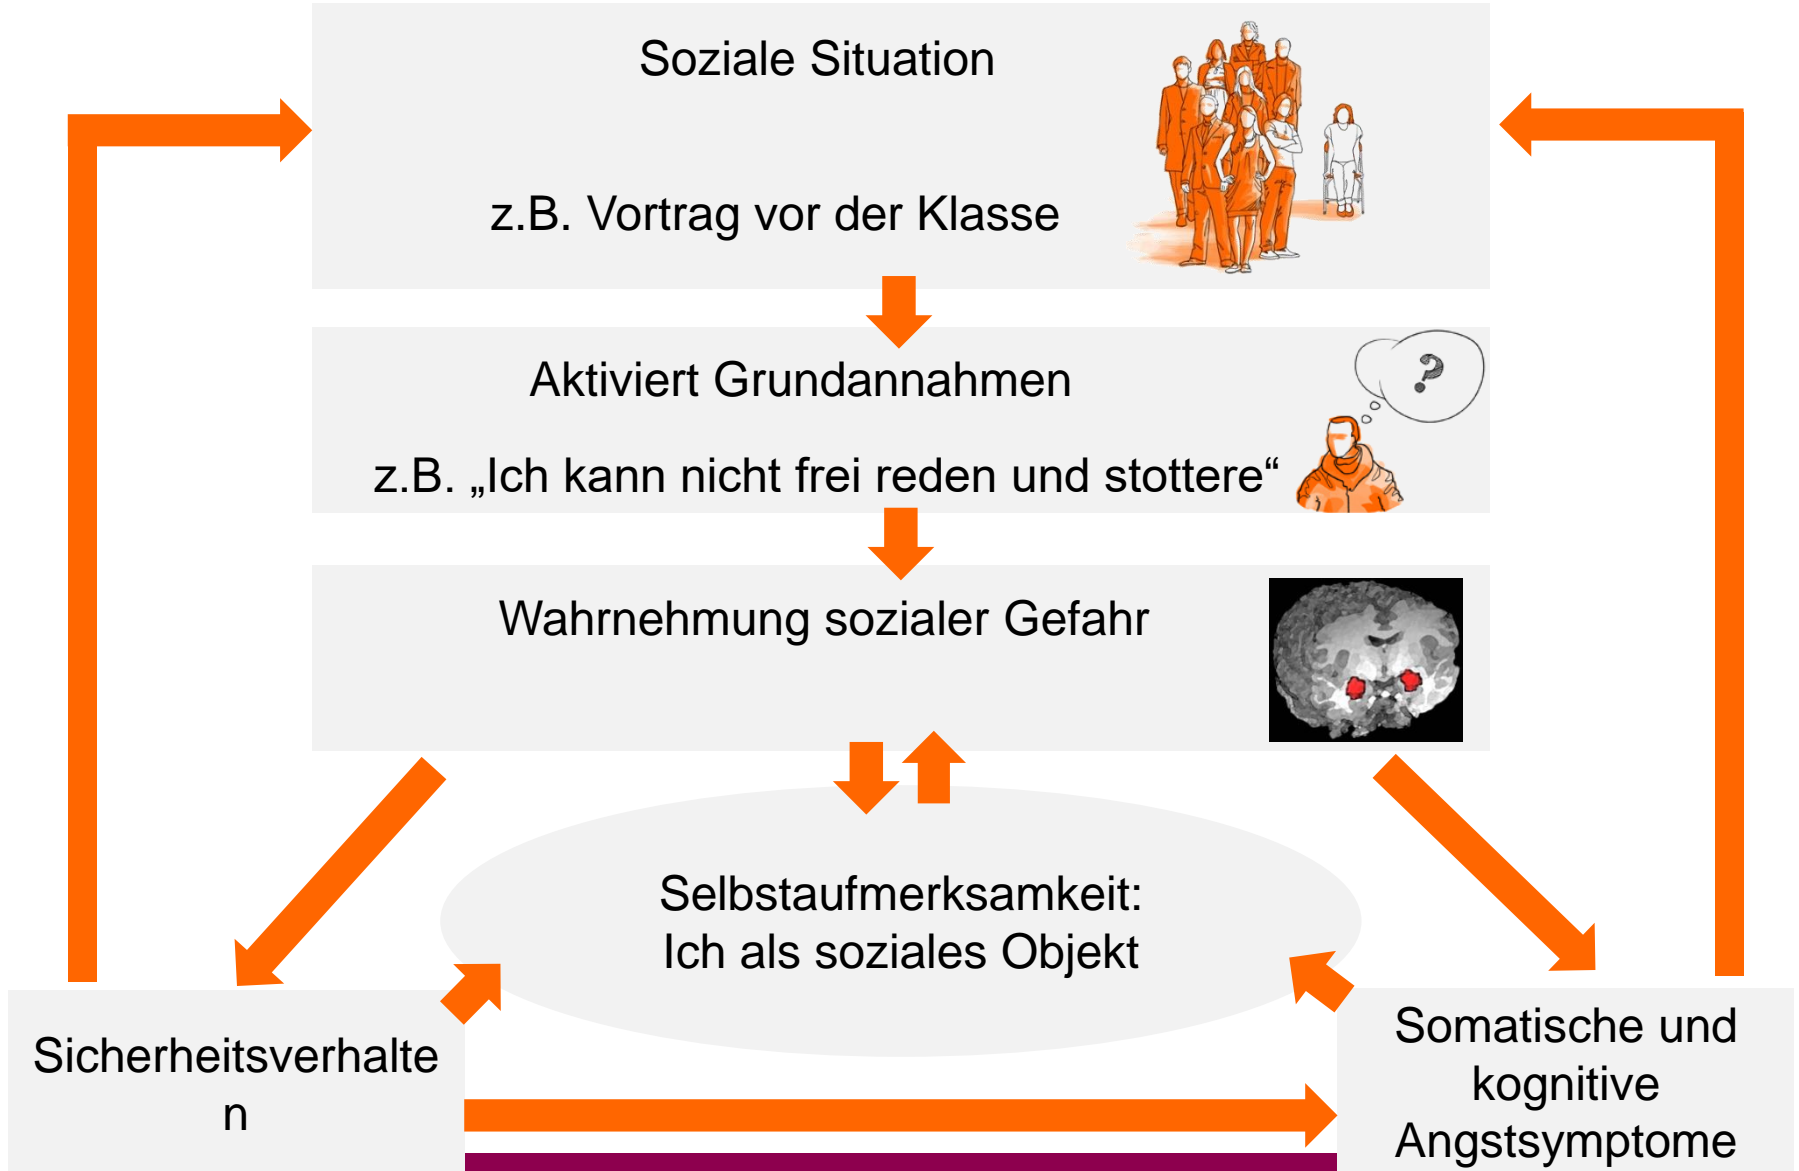 Soziale Situation
z.B. Vortrag vor der Klasse
Aktiviert Grundannahmen
?
z.B. „Ich kann nicht frei reden und stottere“
Wahrnehmung sozialer Gefahr
Selbstaufmerksamkeit:
Ich als soziales Objekt
Sicherheitsverhalte
n
Somatische und
kognitive
Angstsymptome